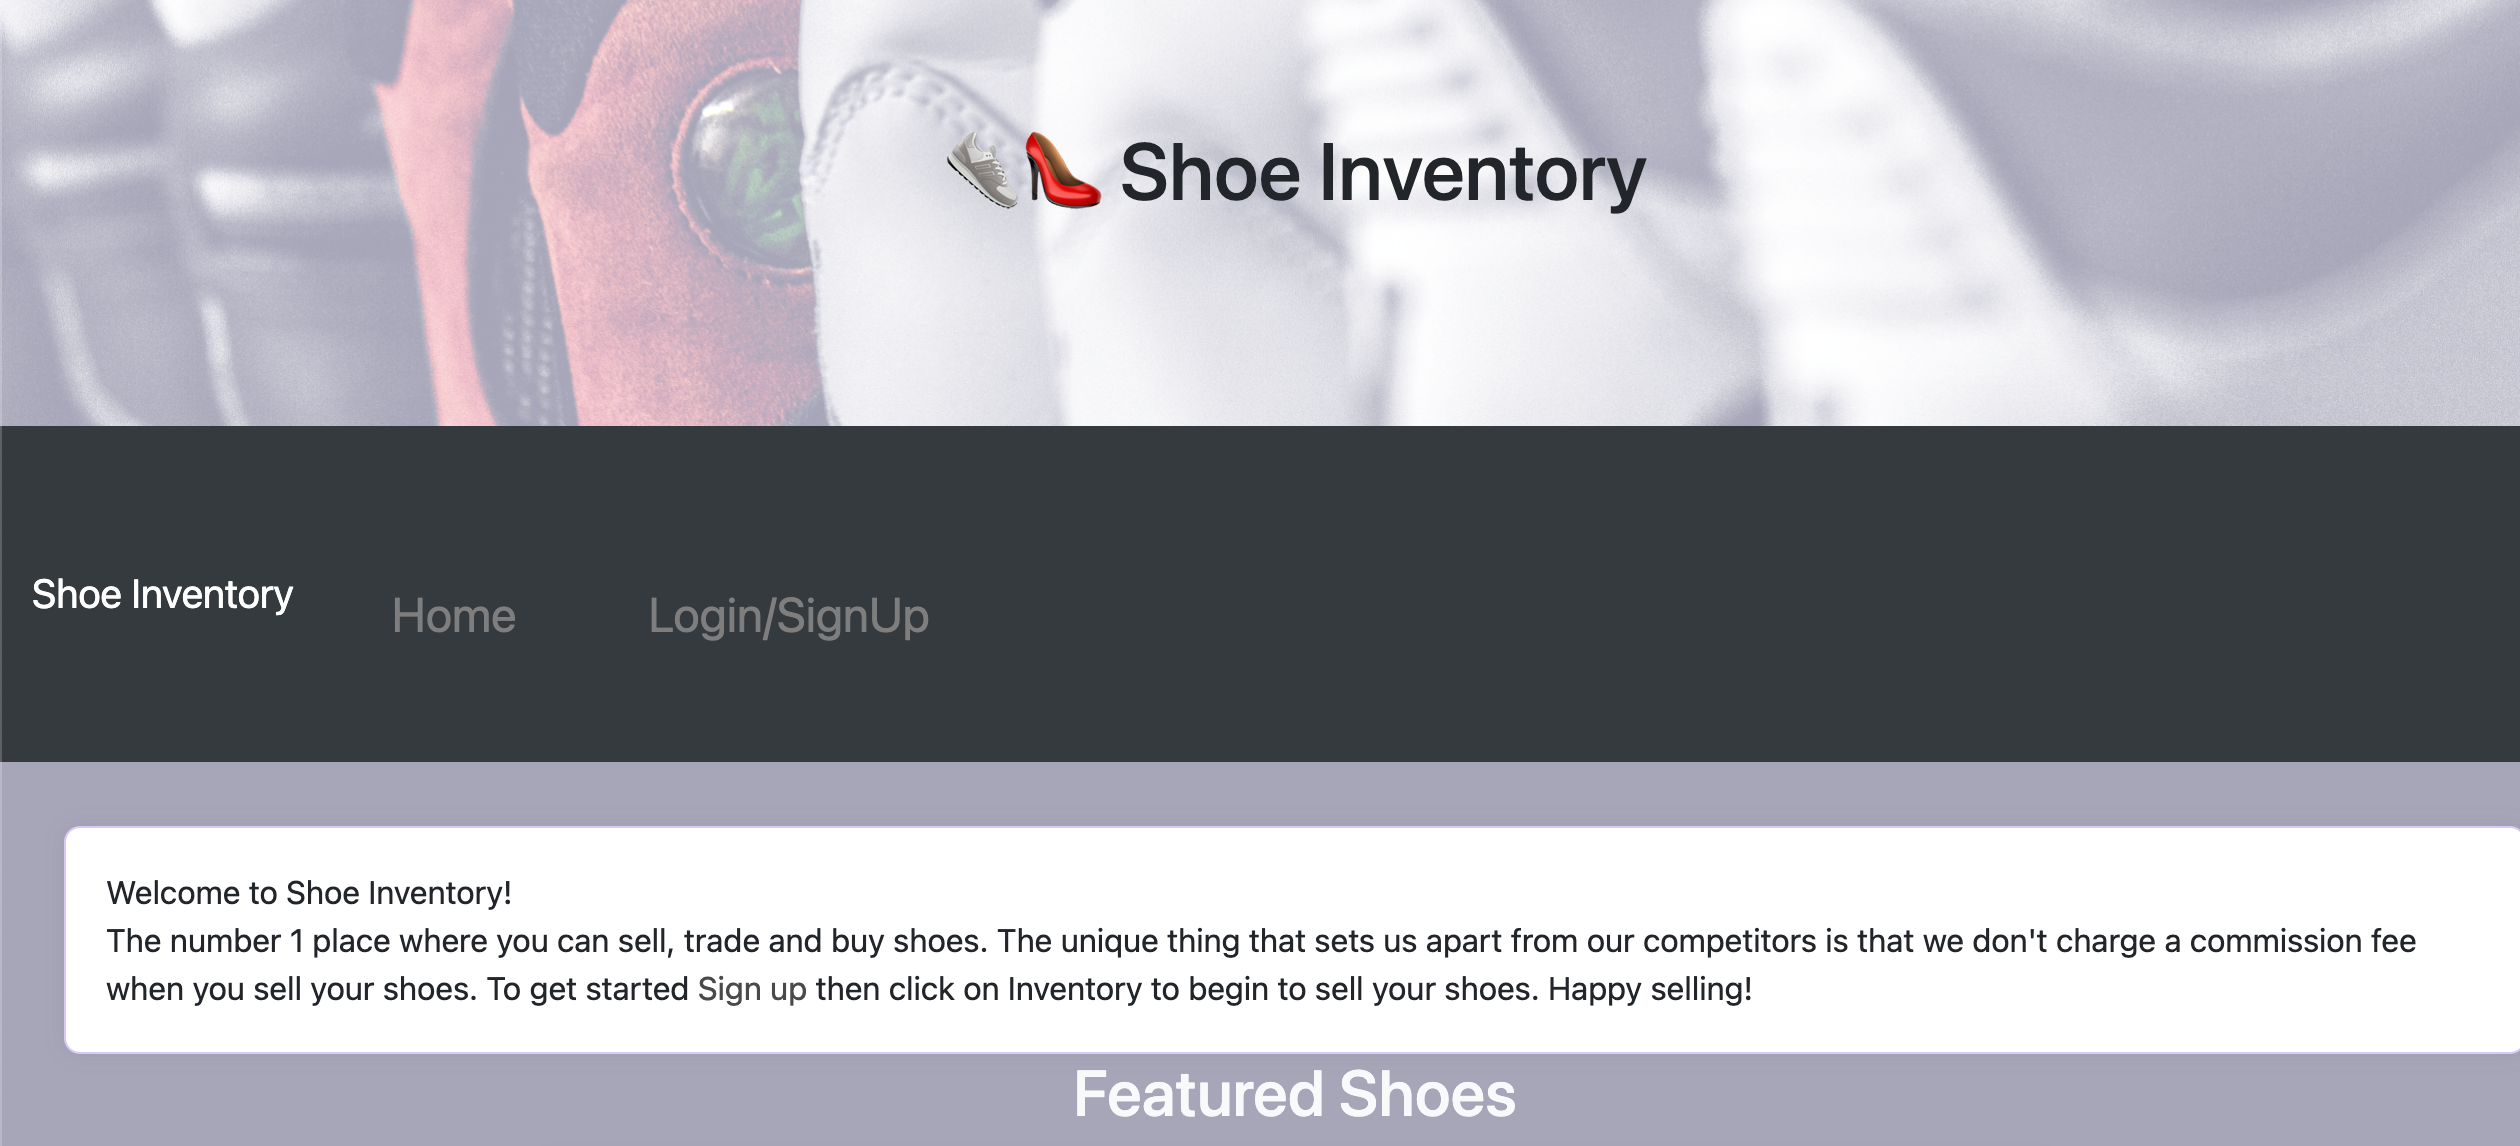 👟👠 Shoe Inventory
Shoe Inventory
Home
Login/SignUp
Welcome to Shoe Inventory!
The number 1 place where you can sell, trade and buy shoes. The unique thing that sets us apart from our competitors is that we don't charge a commission fee
when you sell your shoes. To get started Sign up then click on Inventory to begin to sell your shoes. Happy selling!
Featured Shoes